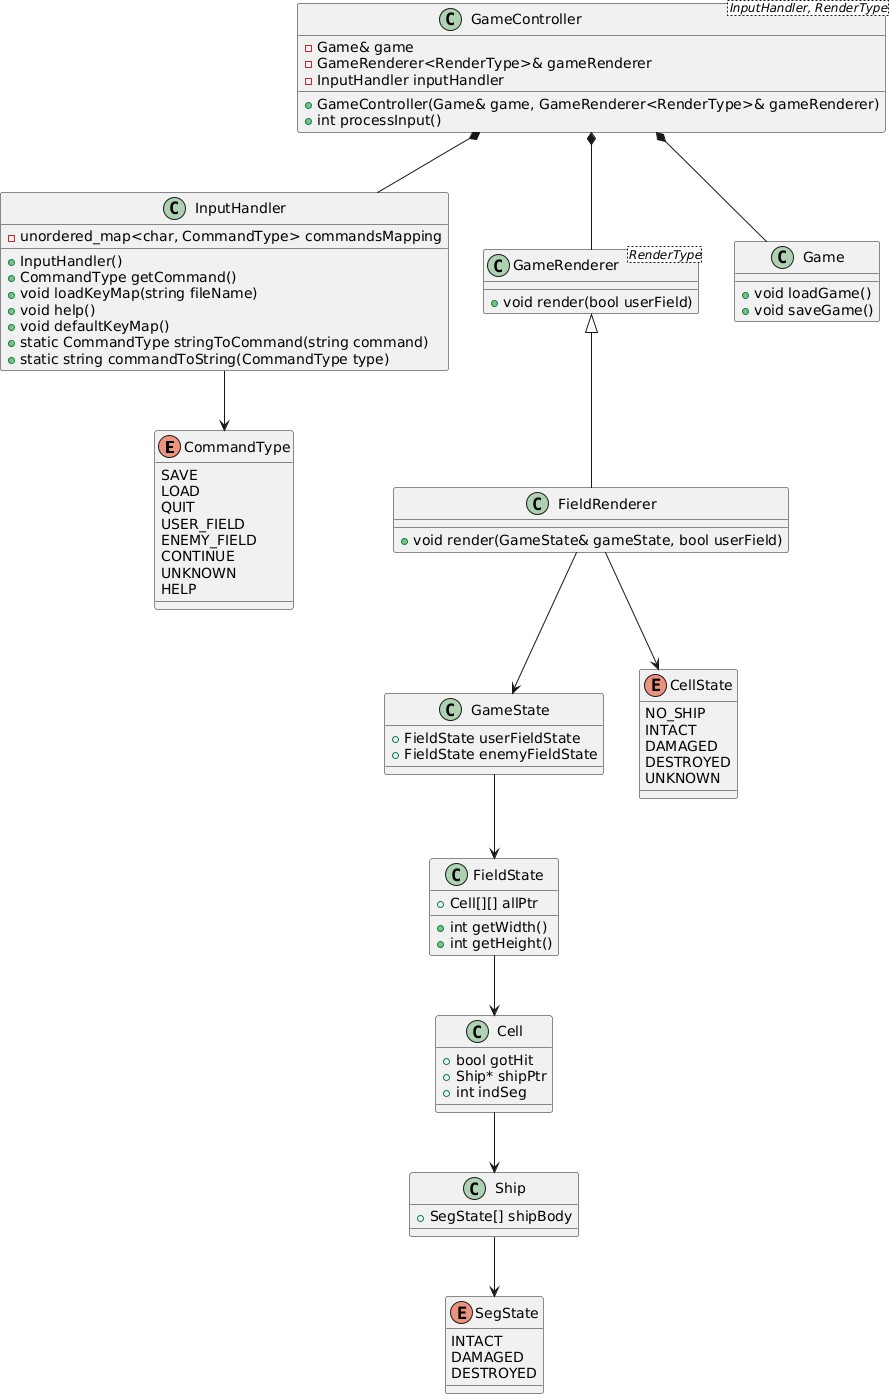 C GameController
InputHandler, RenderType
Game& game
GameRenderer<RenderType>& gameRenderer
InputHandler inputHandler
GameController(Game& game, GameRenderer<RenderType>& gameRenderer)
int processInput()
C InputHandler
unordered_map<char, CommandType> commandsMapping
InputHandler()
CommandType getCommand()
void loadKeyMap(string fileName)
void help()
void defaultKeyMap()
static CommandType stringToCommand(string command)
static string commandToString(CommandType type)
C GameRenderer
RenderType
void render(bool userField)
C Game
void loadGame()
void saveGame()
E CommandType
SAVE
LOAD
QUIT
USER_FIELD
ENEMY_FIELD
CONTINUE
UNKNOWN
HELP
C FieldRenderer
void render(GameState& gameState, bool userField)
C GameState
FieldState userFieldState
FieldState enemyFieldState
E CellState
NO_SHIP
INTACT
DAMAGED
DESTROYED
UNKNOWN
C FieldState
Cell[][] allPtr
int getWidth()
int getHeight()
C Cell
bool gotHit
Ship* shipPtr
int indSeg
C Ship
SegState[] shipBody
E SegState
INTACT
DAMAGED
DESTROYED